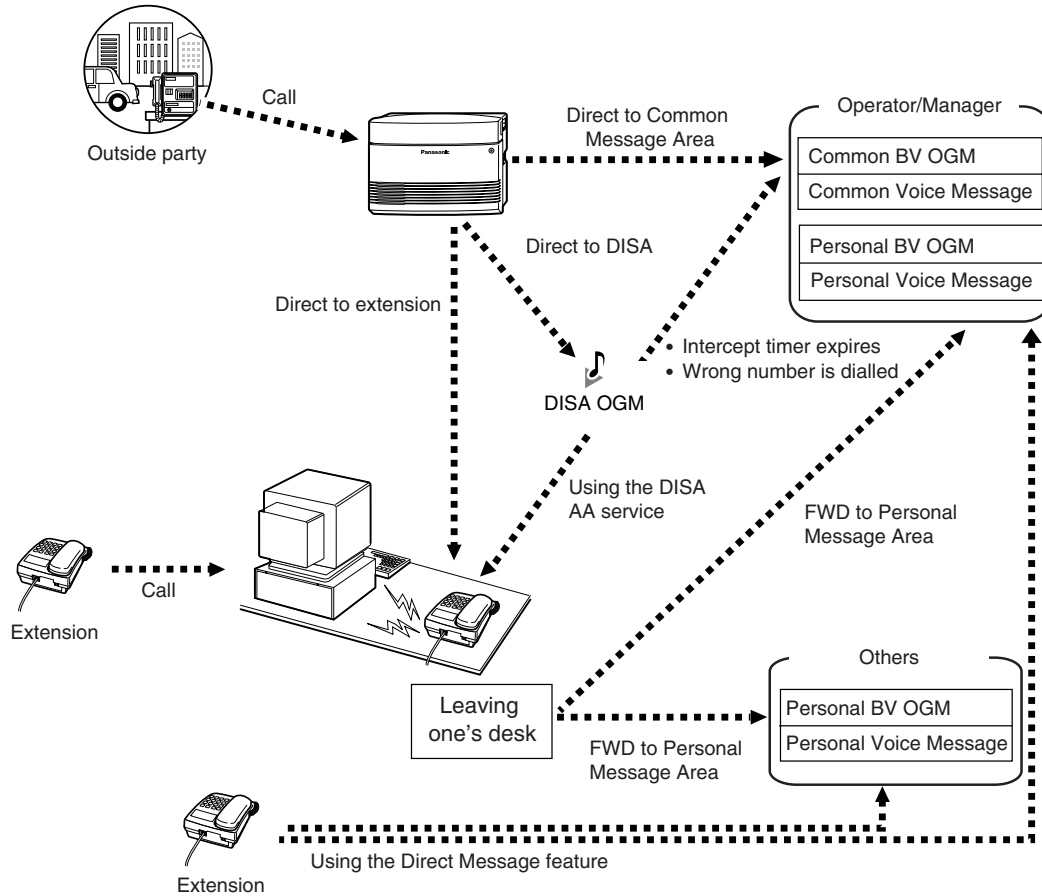 Outside party
Call
Panasonic
Direct to Common
Message Area
Operator/Manager
Common BV OGM
Common Voice Message
Personal BV OGM
Personal Voice Message
Direct to DISA
Direct to extension
• Intercept timer expires
• Wrong number is dialled
DISA OGM
Using the DISA
AA service
FWD to Personal
Message Area
Call
Extension
Leaving
one's desk
FWD to Personal
Message Area
Others
Personal BV OGM
Personal Voice Message
Using the Direct Message feature
Extension